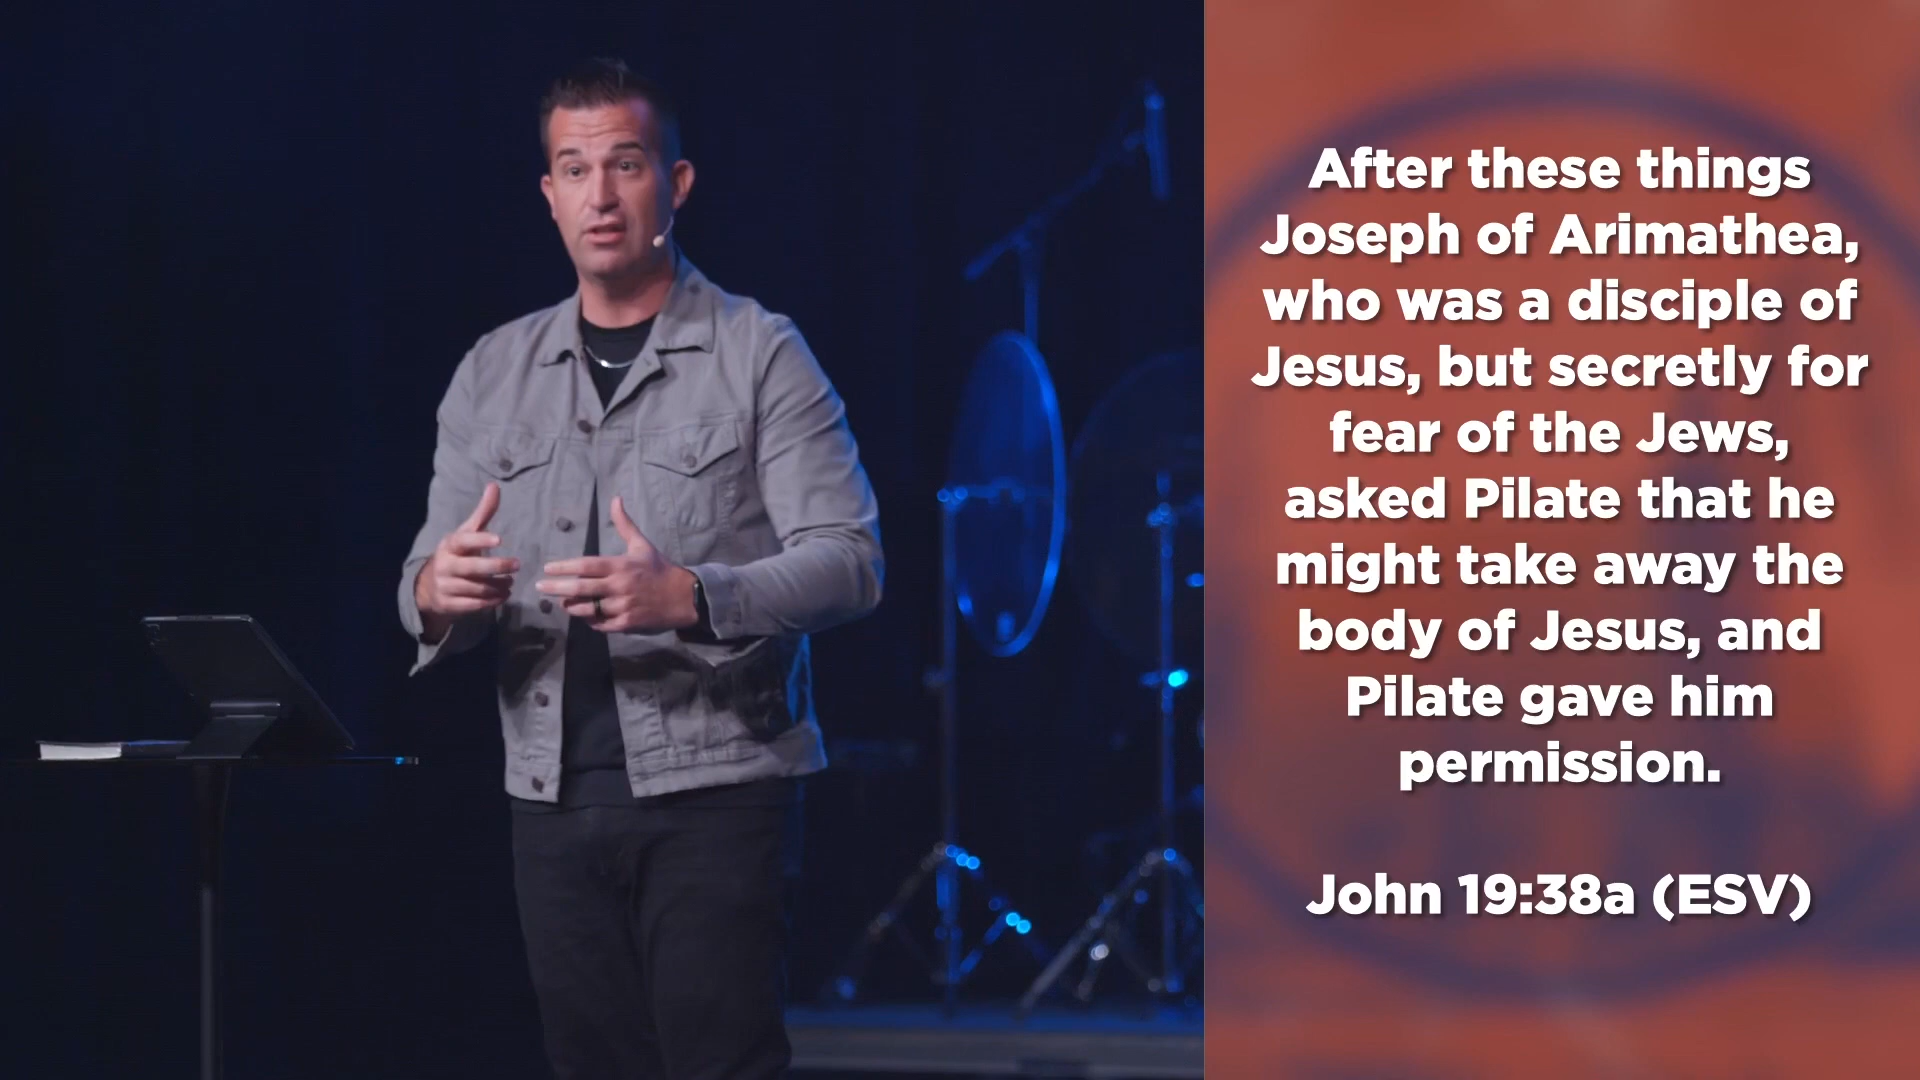 After these things
Joseph of Arimathea,
who was a disciple of
Jesus, but secretly for
fear of the Jews,
asked Pilate that he
might take away the
body of Jesus, and
Pilate gave him
permission.
John 19:38a (ESV)